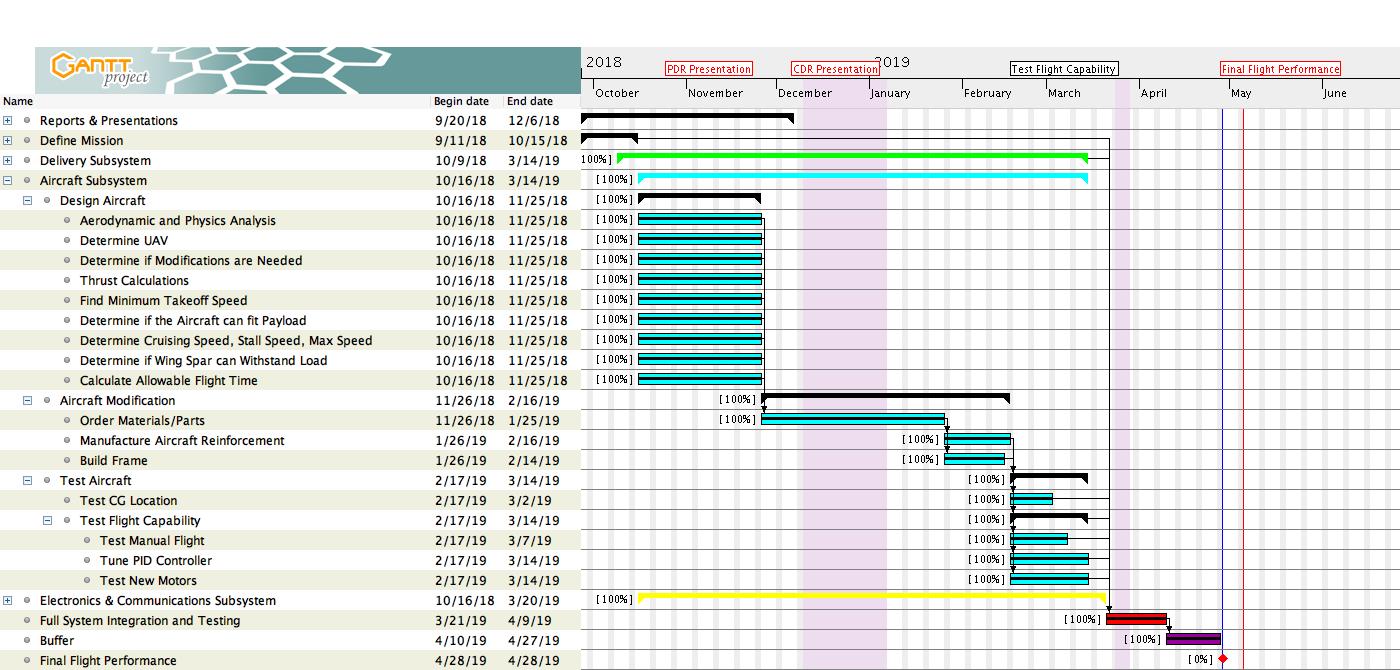 GANTT project
2018
2019
PDR Presentation
CDR Presentation
Test Flight Capability
Final Flight Performance
October November December January February March April May June
Name Begin date End date
Reports & Presentations 9/20/18 12/6/18
Define Mission 9/11/18 10/15/18
Delivery Subsystem 10/9/18 3/14/19 100%]
Aircraft Subsystem 10/16/18 3/14/19 [100%]
Design Aircraft 10/16/18 11/25/18 [100%]
Aerodynamic and Physics Analysis 10/16/18 11/25/18 [100%]
Determine UAV 10/16/18 11/25/18 [100%]
Determine if Modifications are Needed 10/16/18 11/25/18 [100%]
Thrust Calculations 10/16/18 11/25/18 [100%]
Find Minimum Takeoff Speed 10/16/18 11/25/18 [100%]
Determine if the Aircraft can fit Payload 10/16/18 11/25/18 [100%]
Determine Cruising Speed, Stall Speed, Max Speed 10/16/18 11/25/18 [100%]
Determine if Wing Spar can Withstand Load 10/16/18 11/25/18 [100%]
Calculate Allowable Flight Time 10/16/18 11/25/18 [100%]
Aircraft Modification 11/26/18 2/16/19 [100%]
Order Materials/Parts 11/26/18 1/25/19 [100%]
Manufacture Aircraft Reinforcement 1/26/19 2/16/19 [100%]
Build Frame 1/26/19 2/14/19 [100%]
Test Aircraft 2/17/19 3/14/19 [100%]
Test CG Location 2/17/19 3/2/19 [100%]
Test Flight Capability 2/17/19 3/14/19 [100%]
Test Manual Flight 2/17/19 3/7/19 [100%]
Tune PID Controller 2/17/19 3/14/19 [100%]
Test New Motors 2/17/19 3/14/19 [100%]
Electronics & Communications Subsystem 10/16/18 3/20/19 [100%]
Full System Integration and Testing 3/21/19 4/9/19 [100%]
Buffer 4/10/19 4/27/19 [100%]
Final Flight Performance 4/28/19 4/28/19 [0%]